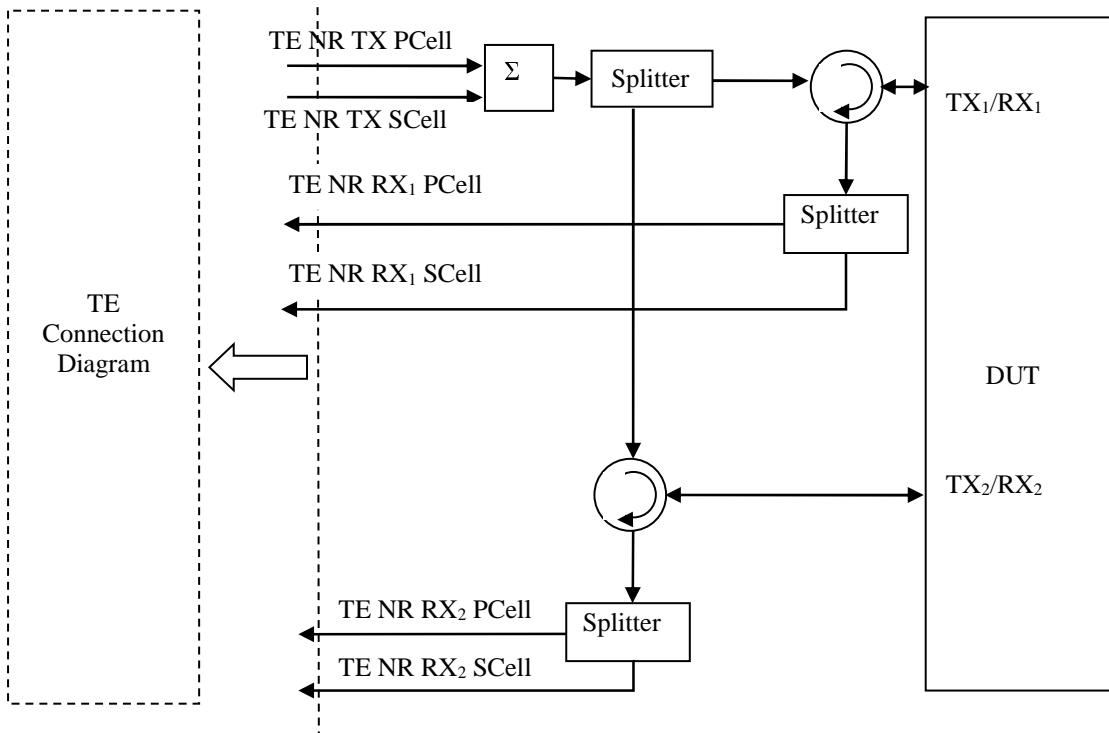 TE NR TX PCell
Σ
Splitter
TX₁/RX₁
TE NR TX SCell
TE NR RX₁ PCell
Splitter
TE NR RX₁ SCell
TE
Connection
Diagram
DUT
TX₂/RX₂
TE NR RX₂ PCell
Splitter
TE NR RX₂ SCell